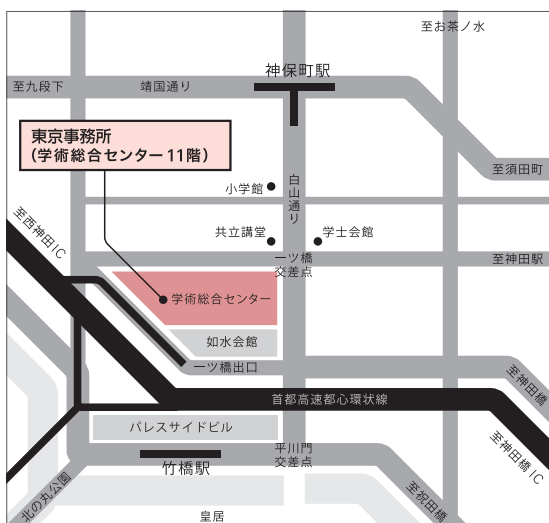 至お茶ノ水
神保町駅
至九段下
靖国通り
東京事務所
(学術総合センター11階)
至須田町
小学館
白山通り
共立講堂
学士会館
至西神田IC
一ツ橋
交差点
至神田駅
学術総合センター
如水会館
一ツ橋出口
至神田橋
首都高速都心環状線
パレスサイドビル
平川門
交差点
至神田橋IC
竹橋駅
北の丸公園
至祝田橋
皇居